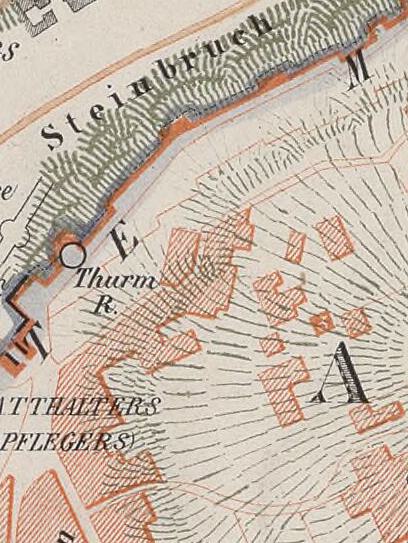 Steinbruch
M
E
Thurm
R.
T
A
ATTHALTERS
PFLEGERS)
n